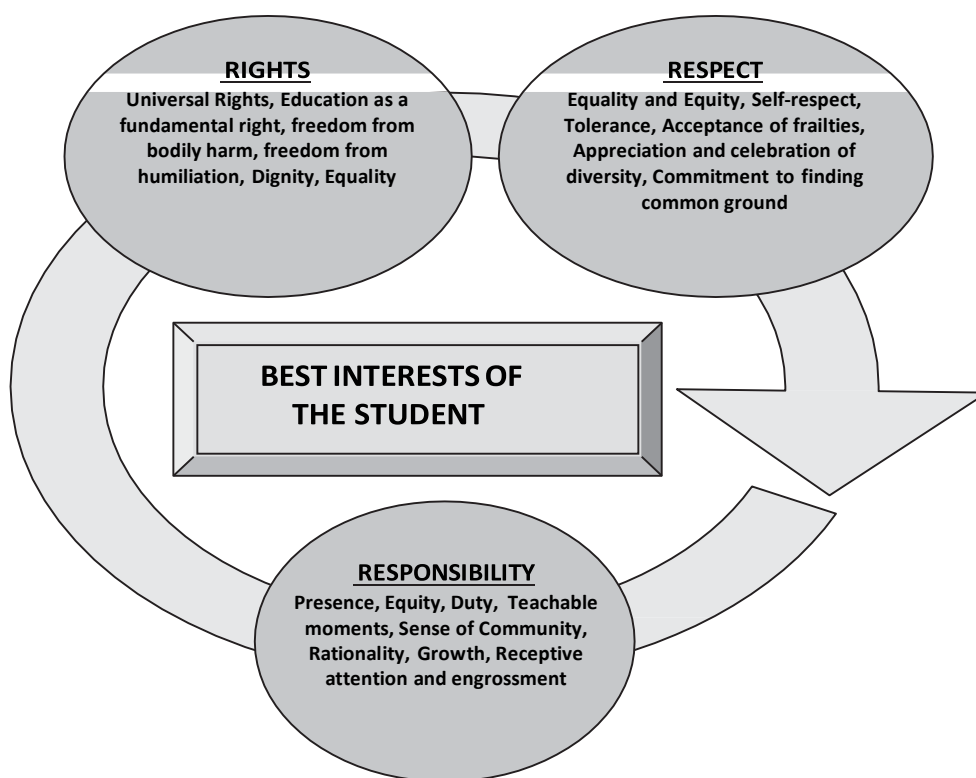 RIGHTS
Universal Rights, Education as a
fundamental right, freedom from
bodily harm, freedom from
humiliation, Dignity, Equality
RESPECT
Equality and Equity, Self-respect,
Tolerance, Acceptance of frailties,
Appreciation and celebration of
diversity, Commitment to finding
common ground
BEST INTERESTS OF
THE STUDENT
RESPONSIBILITY
Presence, Equity, Duty, Teachable
moments, Sense of Community,
Rationality, Growth, Receptive
attention and engrossment